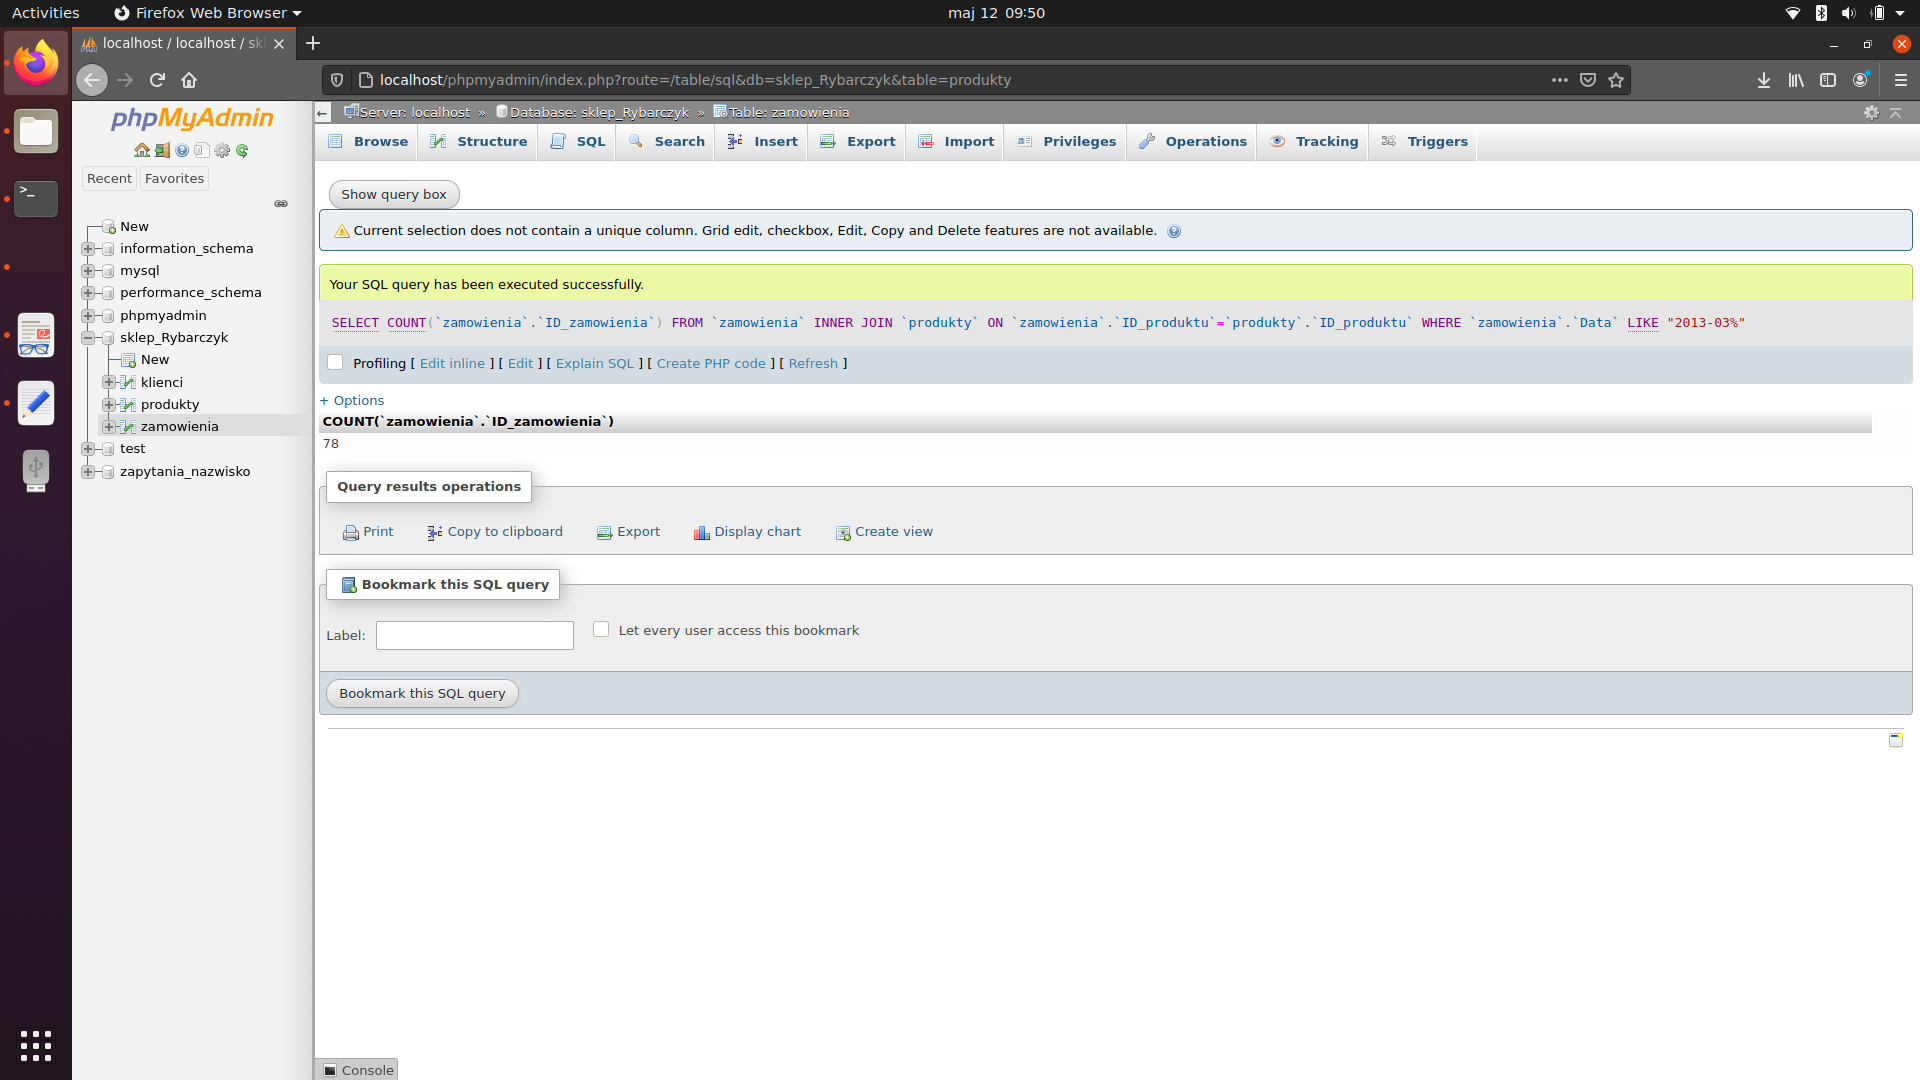 Activities
Firefox Web Browser
maj 12 09:50
localhost / localhost / skl
localhost/phpmyadmin/index.php?route=/table/sql&db=sklep_Rybarczyk&table=produkty
phpMyAdmin
Recent
Favorites
New
information_schema
mysql
performance_schema
phpmyadmin
sklep_Rybarczyk
New
klienci
produkty
zamowienia
test
zapytania_nazwisko
Server: localhost » Database: sklep_Rybarczyk » Table: zamowienia
Browse Structure SQL Search Insert Export Import Privileges Operations Tracking Triggers
Show query box
Current selection does not contain a unique column. Grid edit, checkbox, Edit, Copy and Delete features are not available.
Your SQL query has been executed successfully.
SELECT COUNT(`zamowienia`.`ID_zamowienia`) FROM `zamowienia` INNER JOIN `produkty` ON `zamowienia`.`ID_produktu`=`produkty`.`ID_produktu` WHERE `zamowienia`.`Data` LIKE "2013-03%"
Profiling [ Edit inline ] [ Edit ] [ Explain SQL ] [ Create PHP code ] [ Refresh ]
+ Options
COUNT(`zamowienia`.`ID_zamowienia`)
78
Query results operations
Print Copy to clipboard Export Display chart Create view
Bookmark this SQL query
Label:
Let every user access this bookmark
Bookmark this SQL query
Console